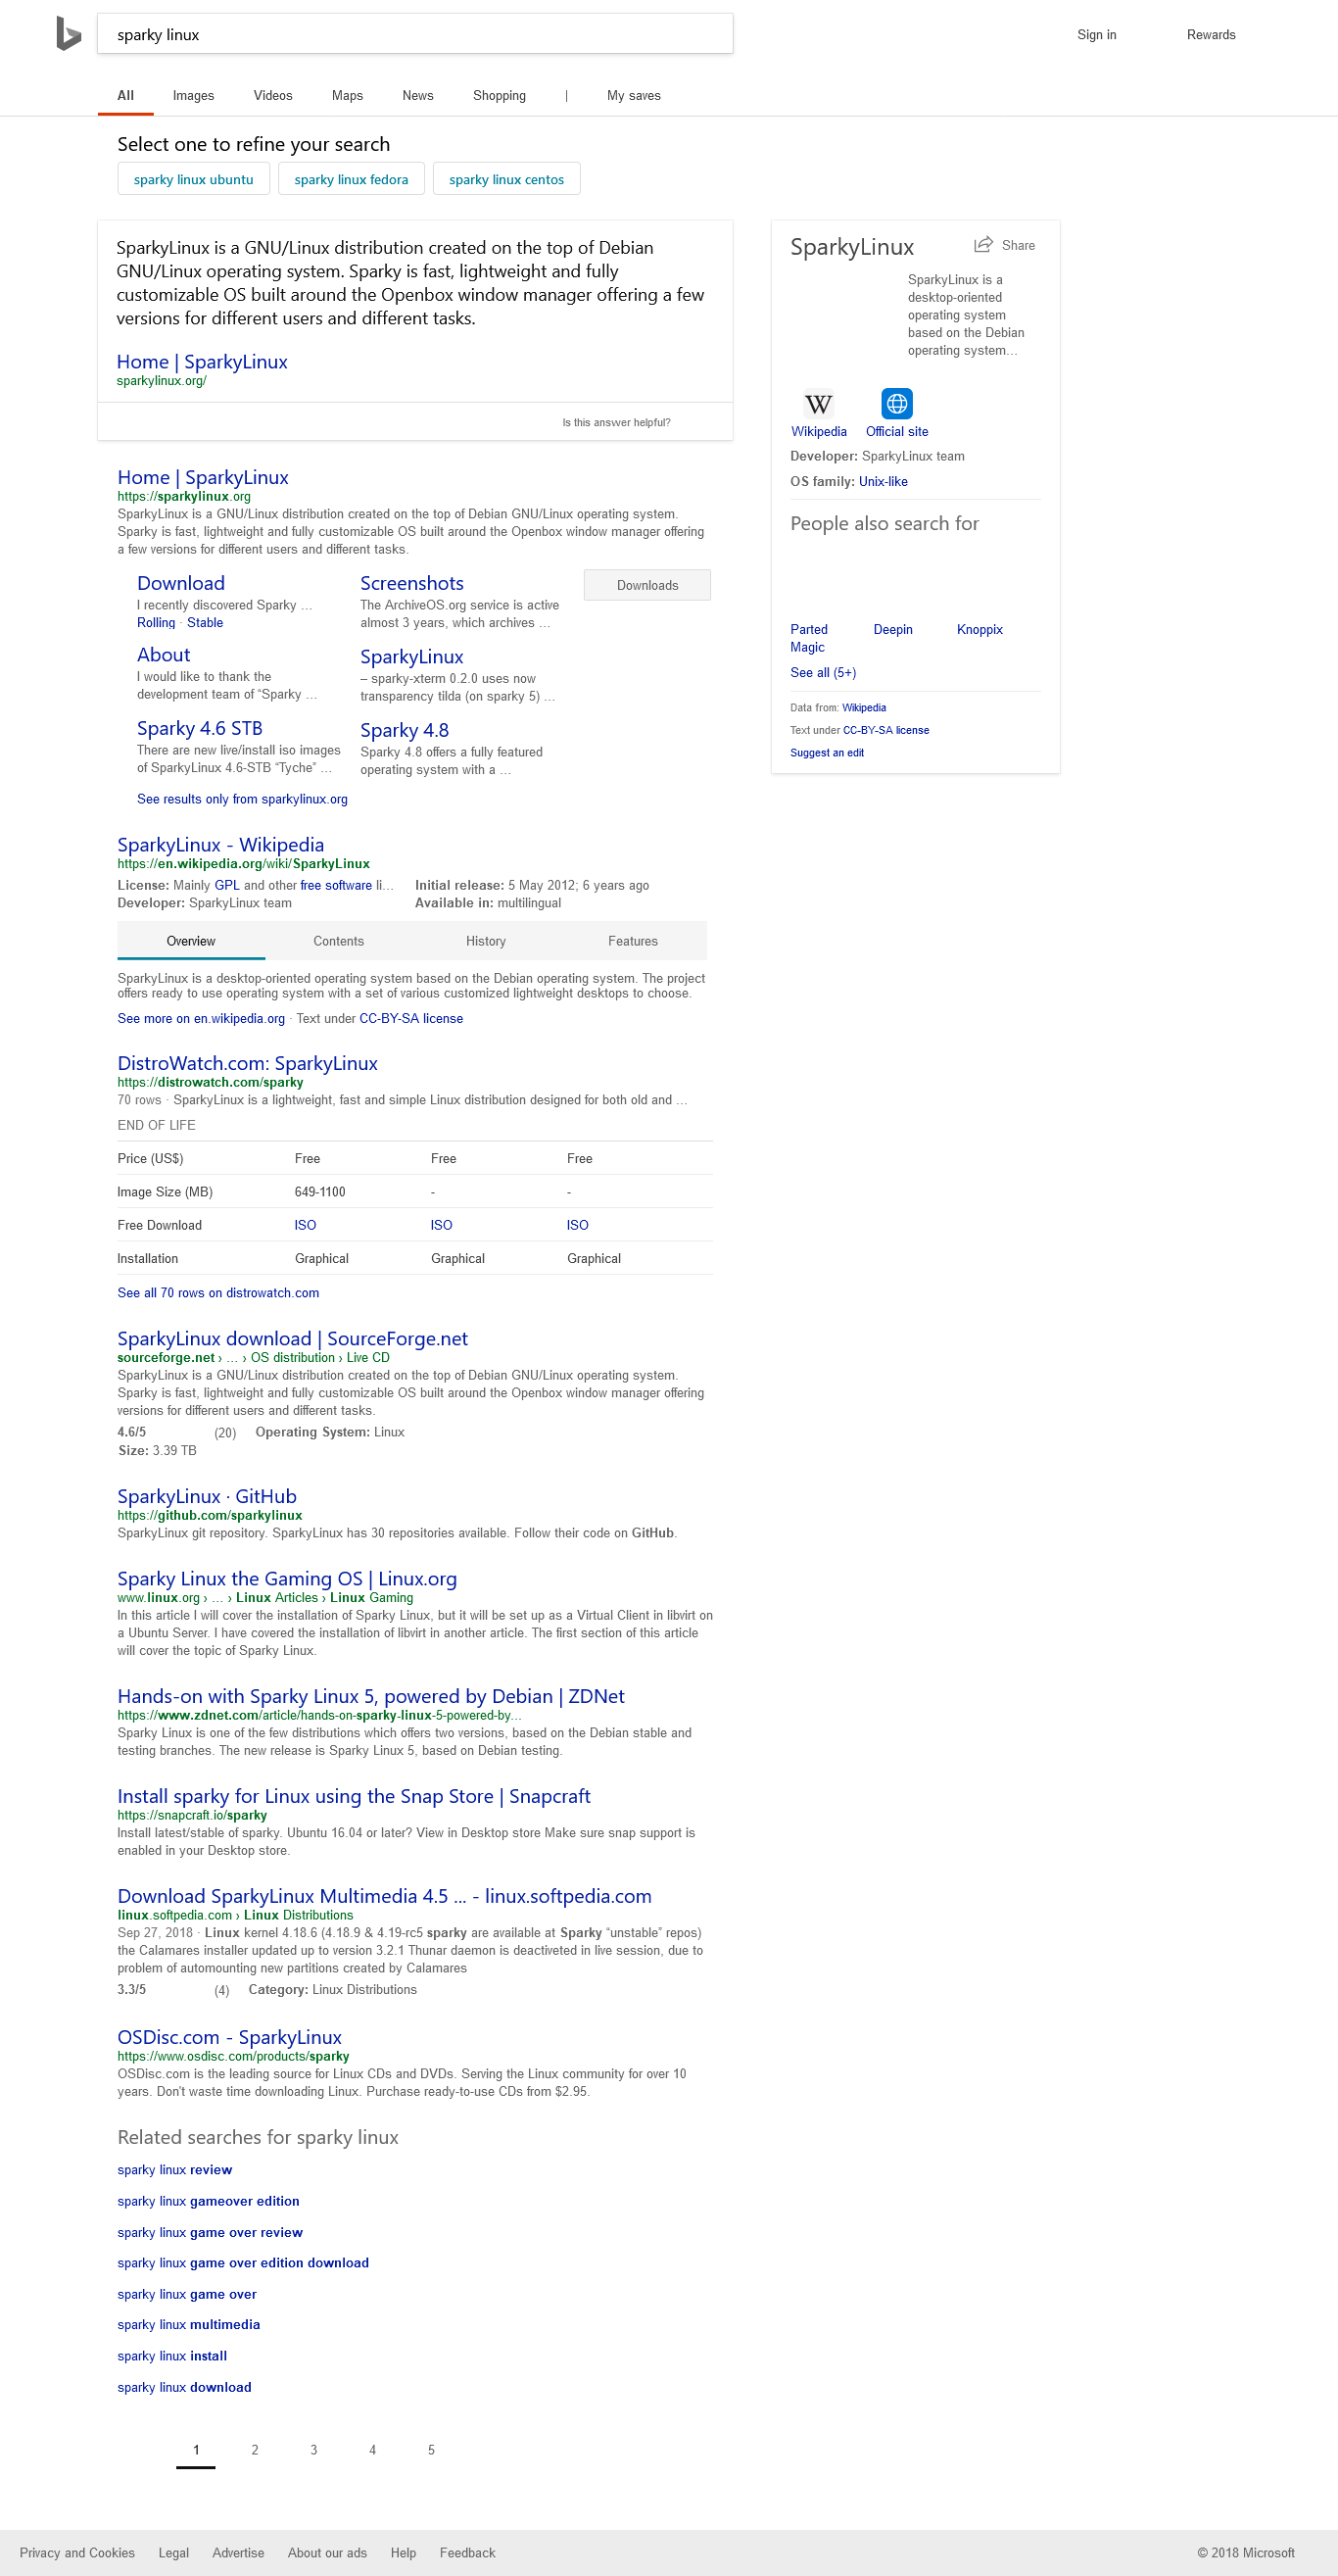 sparky linux
Sign in
Rewards
All
Images
Videos
Maps
News
Shopping
|
My saves
Select one to refine your search
sparky linux ubuntu
sparky linux fedora
sparky linux centos
SparkyLinux is a GNU/Linux distribution created on the top of Debian
GNU/Linux operating system. Sparky is fast, lightweight and fully
customizable OS built around the Openbox window manager offering a few
versions for different users and different tasks.
Home | SparkyLinux
sparkylinux.org/
Is this answer helpful?
Home | SparkyLinux
https://sparkylinux.org
SparkyLinux is a GNU/Linux distribution created on the top of Debian GNU/Linux operating system.
Sparky is fast, lightweight and fully customizable OS built around the Openbox window manager offering
a few versions for different users and different tasks.
Download
I recently discovered Sparky ...
Rolling · Stable
About
I would like to thank the
development team of “Sparky ...
Sparky 4.6 STB
There are new live/install iso images
of SparkyLinux 4.6-STB “Tyche” ...
Screenshots
The ArchiveOS.org service is active
almost 3 years, which archives ...
SparkyLinux
– sparky-xterm 0.2.0 uses now
transparency tilda (on sparky 5) ...
Sparky 4.8
Sparky 4.8 offers a fully featured
operating system with a ...
Downloads
See results only from sparkylinux.org
SparkyLinux - Wikipedia
https://en.wikipedia.org/wiki/SparkyLinux
License: Mainly GPL and other free software li...
Developer: SparkyLinux team
Initial release: 5 May 2012; 6 years ago
Available in: multilingual
Overview
Contents
History
Features
SparkyLinux is a desktop-oriented operating system based on the Debian operating system. The project
offers ready to use operating system with a set of various customized lightweight desktops to choose.
See more on en.wikipedia.org · Text under CC-BY-SA license
DistroWatch.com: SparkyLinux
https://distrowatch.com/sparky
70 rows · SparkyLinux is a lightweight, fast and simple Linux distribution designed for both old and ...
END OF LIFE
Price (US$) Free Free Free
Image Size (MB) 649-1100 - -
Free Download ISO ISO ISO
Installation Graphical Graphical Graphical
See all 70 rows on distrowatch.com
SparkyLinux download | SourceForge.net
sourceforge.net › ... › OS distribution › Live CD
SparkyLinux is a GNU/Linux distribution created on the top of Debian GNU/Linux operating system.
Sparky is fast, lightweight and fully customizable OS built around the Openbox window manager offering
versions for different users and different tasks.
4.6/5 (20) Operating System: Linux
Size: 3.39 TB
SparkyLinux · GitHub
https://github.com/sparkylinux
SparkyLinux git repository. SparkyLinux has 30 repositories available. Follow their code on GitHub.
Sparky Linux the Gaming OS | Linux.org
www.linux.org › ... › Linux Articles › Linux Gaming
In this article I will cover the installation of Sparky Linux, but it will be set up as a Virtual Client in libvirt on
a Ubuntu Server. I have covered the installation of libvirt in another article. The first section of this article
will cover the topic of Sparky Linux.
Hands-on with Sparky Linux 5, powered by Debian | ZDNet
https://www.zdnet.com/article/hands-on-sparky-linux-5-powered-by...
Sparky Linux is one of the few distributions which offers two versions, based on the Debian stable and
testing branches. The new release is Sparky Linux 5, based on Debian testing.
Install sparky for Linux using the Snap Store | Snapcraft
https://snapcraft.io/sparky
Install latest/stable of sparky. Ubuntu 16.04 or later? View in Desktop store Make sure snap support is
enabled in your Desktop store.
Download SparkyLinux Multimedia 4.5 ... - linux.softpedia.com
linux.softpedia.com › Linux Distributions
Sep 27, 2018 · Linux kernel 4.18.6 (4.18.9 & 4.19-rc5 sparky are available at Sparky “unstable” repos)
the Calamares installer updated up to version 3.2.1 Thunar daemon is deactiveted in live session, due to
problem of automounting new partitions created by Calamares
3.3/5 (4) Category: Linux Distributions
OSDisc.com - SparkyLinux
https://www.osdisc.com/products/sparky
OSDisc.com is the leading source for Linux CDs and DVDs. Serving the Linux community for over 10
years. Don't waste time downloading Linux. Purchase ready-to-use CDs from $2.95.
Related searches for sparky linux
sparky linux review
sparky linux gameover edition
sparky linux game over review
sparky linux game over edition download
sparky linux game over
sparky linux multimedia
sparky linux install
sparky linux download
1 2 3 4 5
SparkyLinux
Share
SparkyLinux is a
desktop-oriented
operating system
based on the Debian
operating system...
W
Wikipedia
Official site
Developer: SparkyLinux team
OS family: Unix-like
People also search for
Parted
Magic
Deepin
Knoppix
See all (5+)
Data from: Wikipedia
Text under CC-BY-SA license
Suggest an edit
Privacy and Cookies
Legal
Advertise
About our ads
Help
Feedback
© 2018 Microsoft